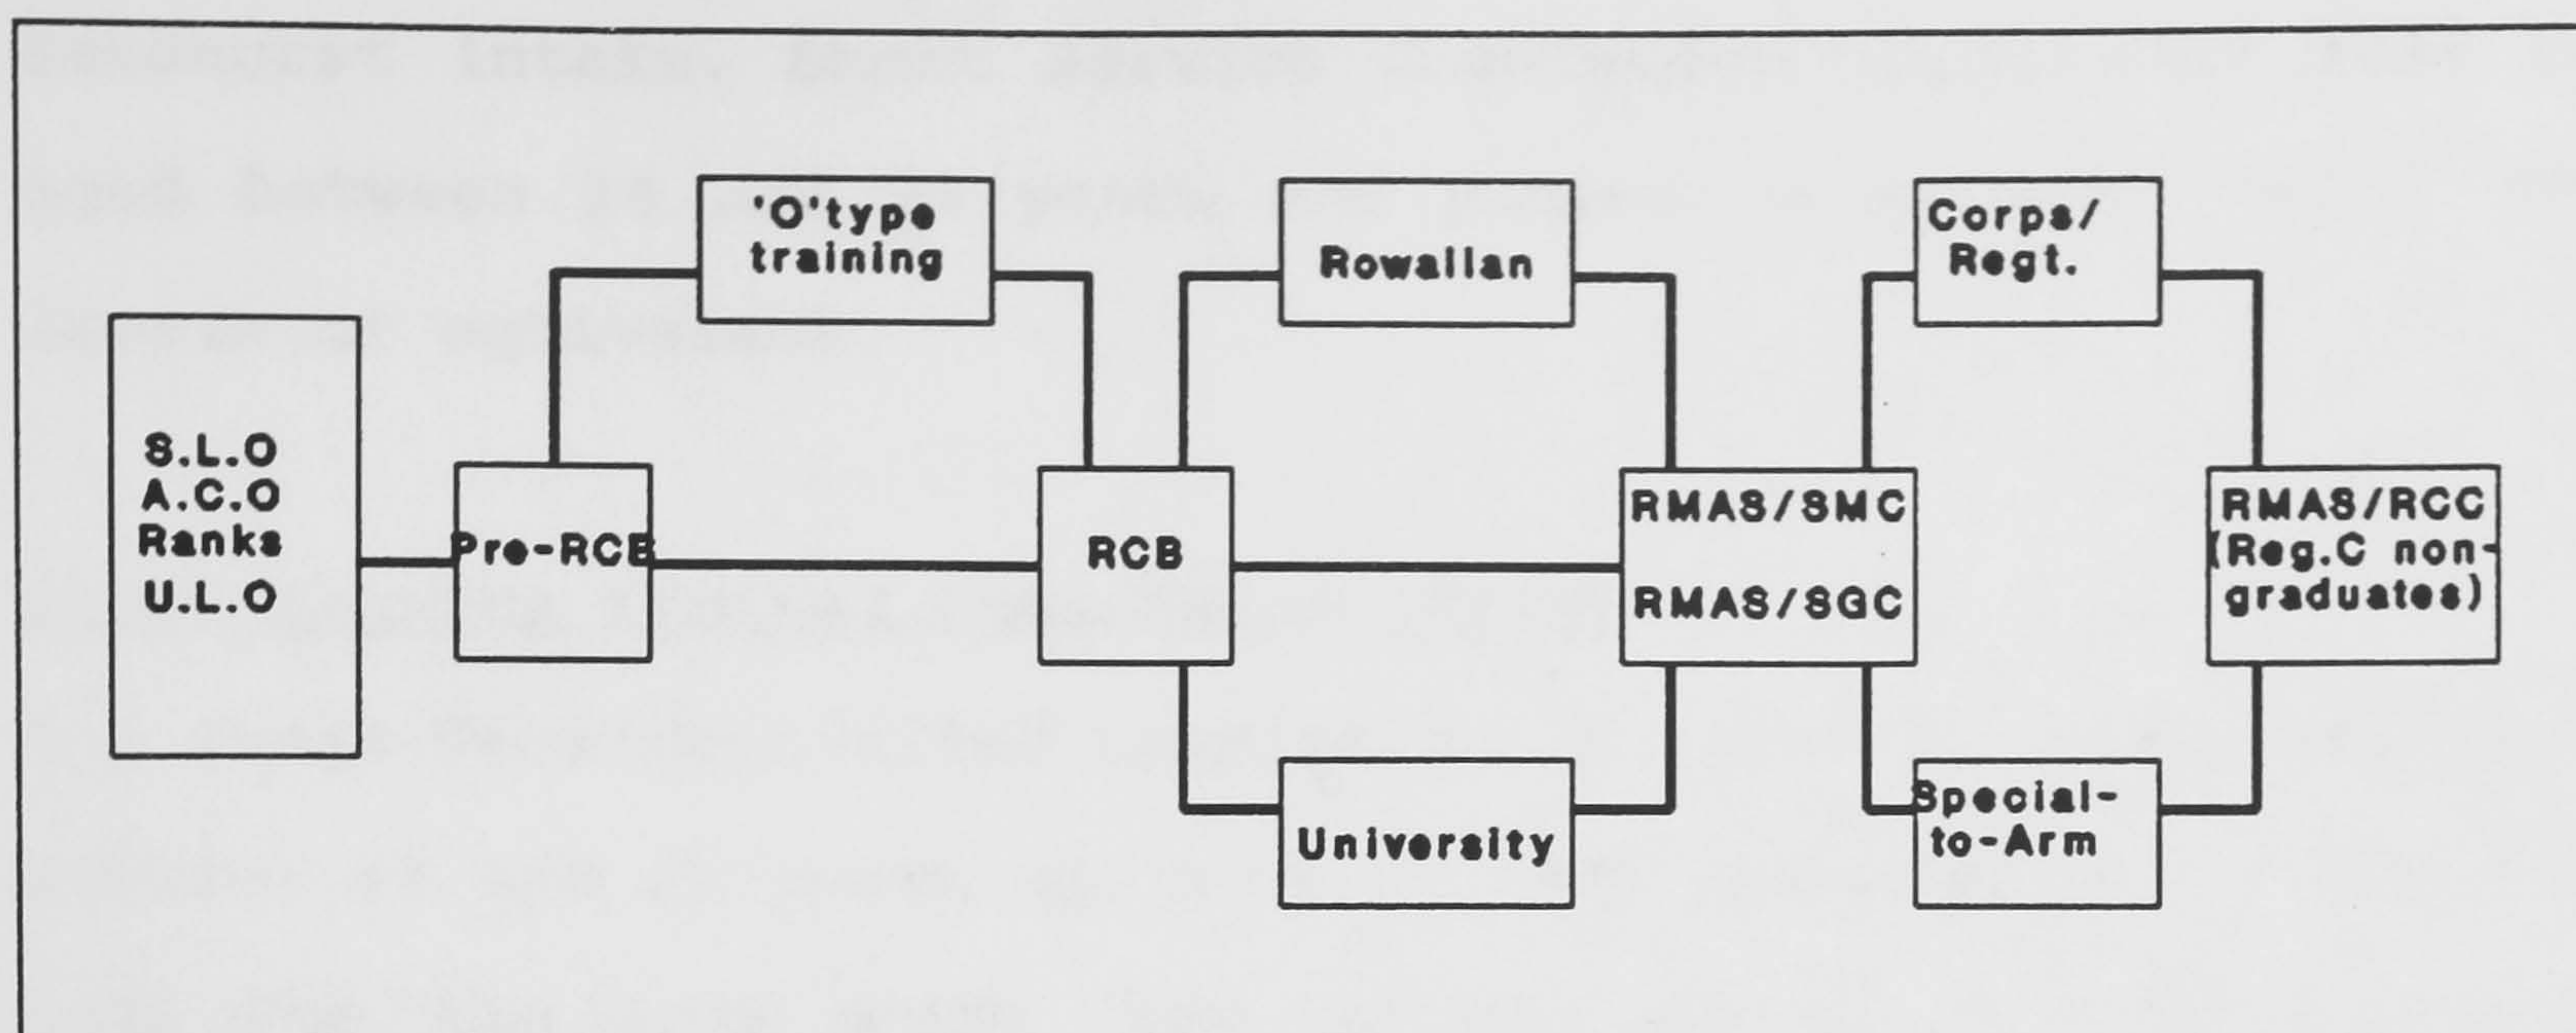 S.L.O
A.C.O
Ranks
U.L.O
Pre-RCB
'O'type
training
RCB
Rowallan
University
RMAS/SMC
RMAS/SGC
Corps/
Regt.
Special-
to-Arm
RMAS/RCC
(Reg.C non-
graduates)